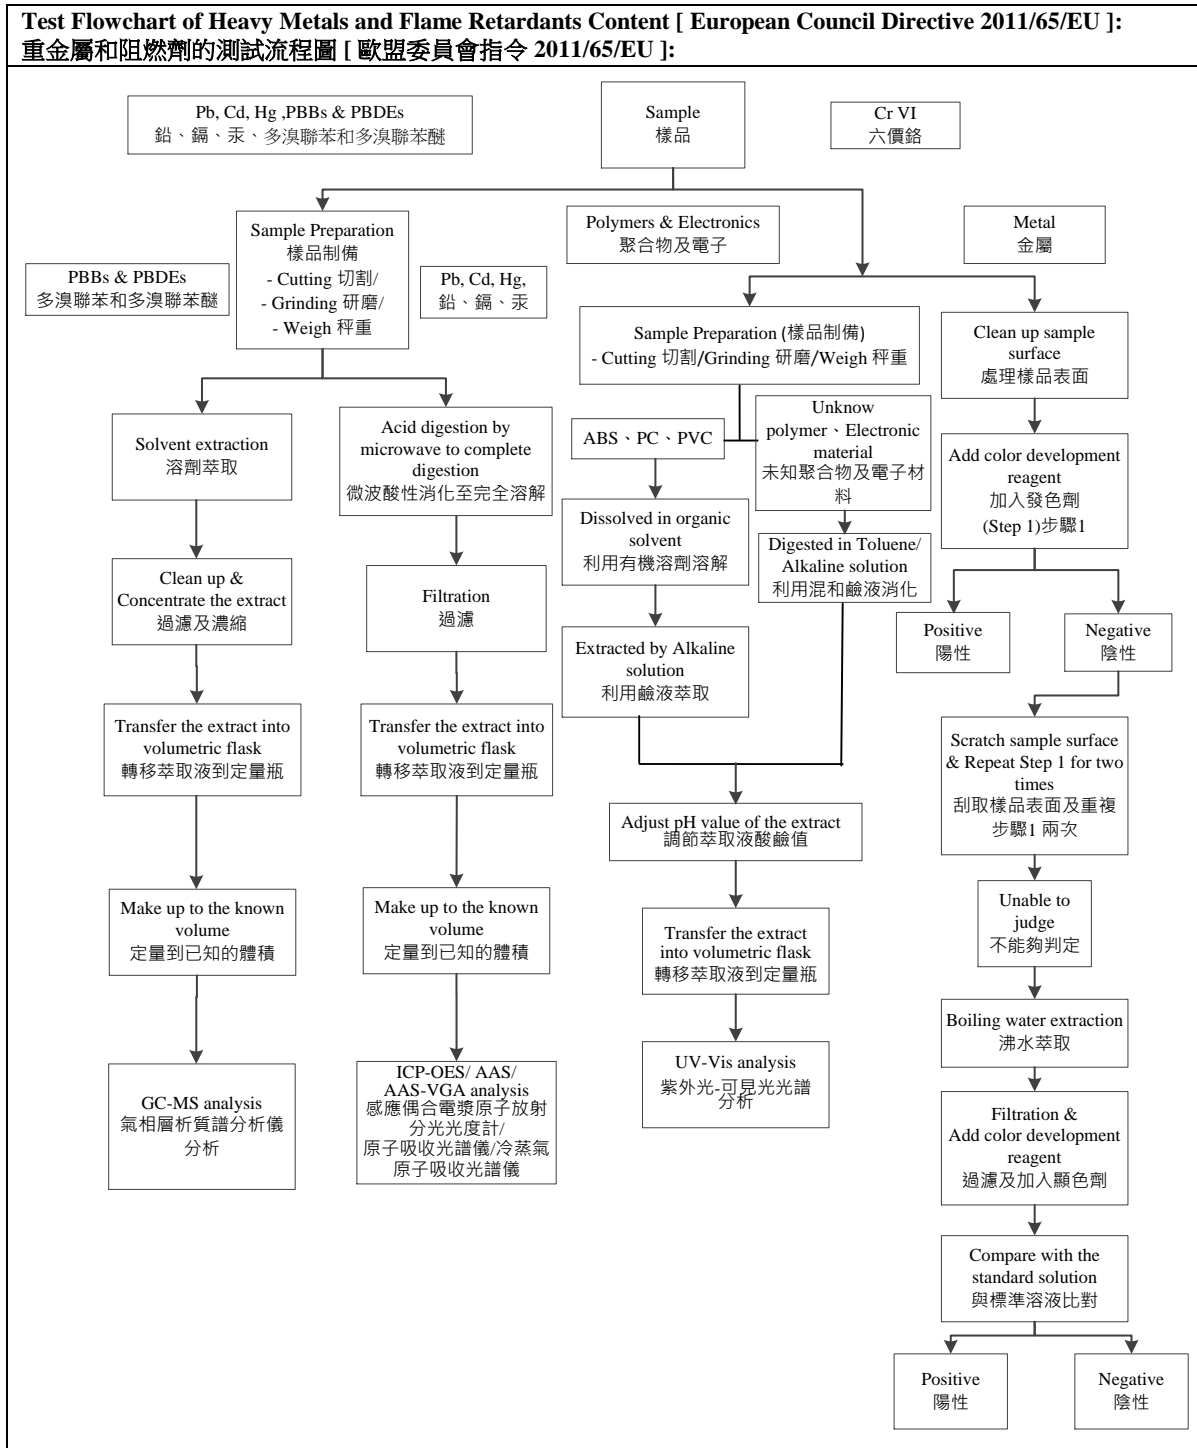 Test Flowchart of Heavy Metals and Flame Retardants Content [ European Council Directive 2011/65/EU ]:
重金屬和阻燃劑的測試流程圖 [ 歐盟委員會指令 2011/65/EU ]:
Pb, Cd, Hg ,PBBs & PBDEs
鉛、鎘、汞、多溴聯苯和多溴聯苯醚
Sample
樣品
Cr VI
六價鉻
Sample Preparation
樣品制備
- Cutting 切割/
- Grinding 研磨/
- Weigh 秤重
PBBs & PBDEs
多溴聯苯和多溴聯苯醚
Pb, Cd, Hg,
鉛、鎘、汞
Polymers & Electronics
聚合物及電子
Metal
金屬
Solvent extraction
溶劑萃取
Clean up &
Concentrate the extract
過濾及濃縮
Transfer the extract into
volumetric flask
轉移萃取液到定量瓶
Make up to the known
volume
定量到已知的體積
GC-MS analysis
氣相層析質譜分析儀
分析
Acid digestion by
microwave to complete
digestion
微波酸性消化至完全溶解
Filtration
過濾
Transfer the extract into
volumetric flask
轉移萃取液到定量瓶
Make up to the known
volume
定量到已知的體積
ICP-OES/ AAS/
AAS-VGA analysis
感應偶合電漿原子放射
分光光度計/
原子吸收光譜儀/冷蒸氣
原子吸收光譜儀
Sample Preparation (樣品制備)
- Cutting 切割/Grinding 研磨/Weigh 秤重
ABS、PC、PVC
Dissolved in organic
solvent
利用有機溶劑溶解
Extracted by Alkaline
solution
利用鹼液萃取
Unknow
polymer、Electronic
material
未知聚合物及電子材
料
Digested in Toluene/
Alkaline solution
利用混和鹼液消化
Adjust pH value of the extract
調節萃取液酸鹼值
Transfer the extract
into volumetric flask
轉移萃取液到定量瓶
UV-Vis analysis
紫外光-可見光光譜
分析
Clean up sample
surface
處理樣品表面
Add color development
reagent
加入發色劑
(Step 1)步驟1
Positive
陽性
Negative
陰性
Scratch sample surface
& Repeat Step 1 for two
times
刮取樣品表面及重複
步驟1 兩次
Unable to
judge
不能夠判定
Boiling water extraction
沸水萃取
Filtration &
Add color development
reagent
過濾及加入顯色劑
Compare with the
standard solution
與標準溶液比對
Positive
陽性
Negative
陰性